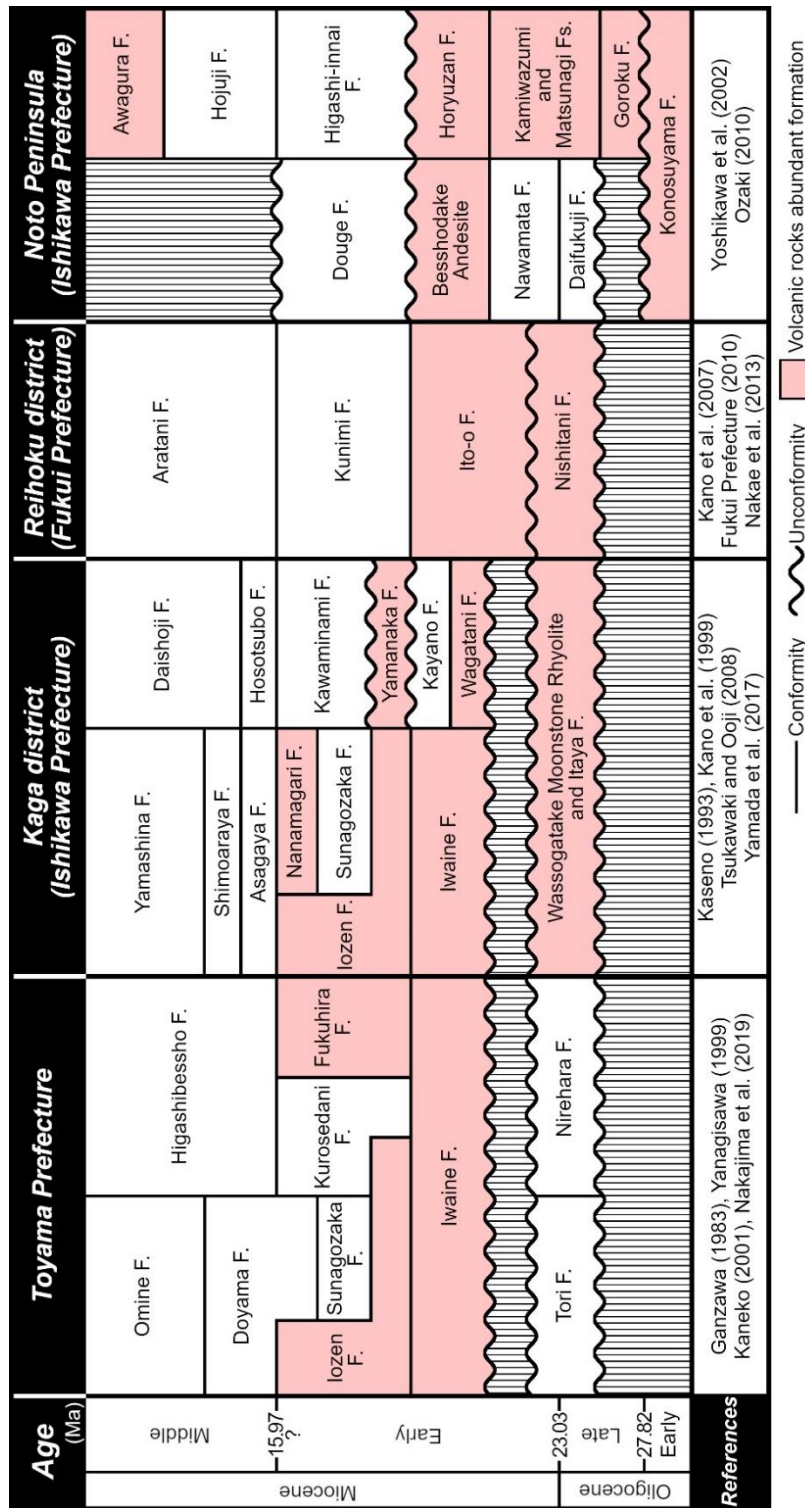 Age
(Ma)
Miocene
Oligocene
Middle
15.97
?
Early
23.03
Late
27.82
Early
References
Toyama Prefecture
Omine F.
Higashibessho F.
Doyama F.
Iozen
F.
Sunagozaka
F.
Kurosedani
F.
Fukuhira
F.
Iwaine F.
Tori F.
Nirehara F.
Ganzawa (1983), Yanagisawa (1999)
Kaneko (2001), Nakajima et al. (2019)
Kaga district
(Ishikawa Prefecture)
Yamashina F.
Daishoji F.
Shimoaraya F.
Asagaya F.
Hosotsubo F.
Iozen F.
Nanamagari F.
Sunagozaka F.
Kawaminami F.
Yamanaka F.
Iwaine F.
Kayano F.
Wagatani F.
Wassogatake Moonstone Rhyolite
and Itaya F.
Kaseno (1993), Kano et al. (1999)
Tsukawaki and Ooji (2008)
Yamada et al. (2017)
Reihoku district
(Fukui Prefecture)
Aratani F.
Kunimi F.
Ito-o F.
Nishitani F.
Kano et al. (2007)
Fukui Prefecture (2010)
Nakae et al. (2013)
Noto Peninsula
(Ishikawa Prefecture)
Awagura F.
Hojuji F.
Douge F.
Higashi-innai
F.
Besshodake
Andesite
Horyuzan F.
Nawamata F.
Kamiwazumi
and
Matsunagi Fs.
Daifukuji F.
Goroku F.
Konosuyama F.
Yoshikawa et al. (2002)
Ozaki (2010)
Conformity
Unconformity
Volcanic rocks abundant formation